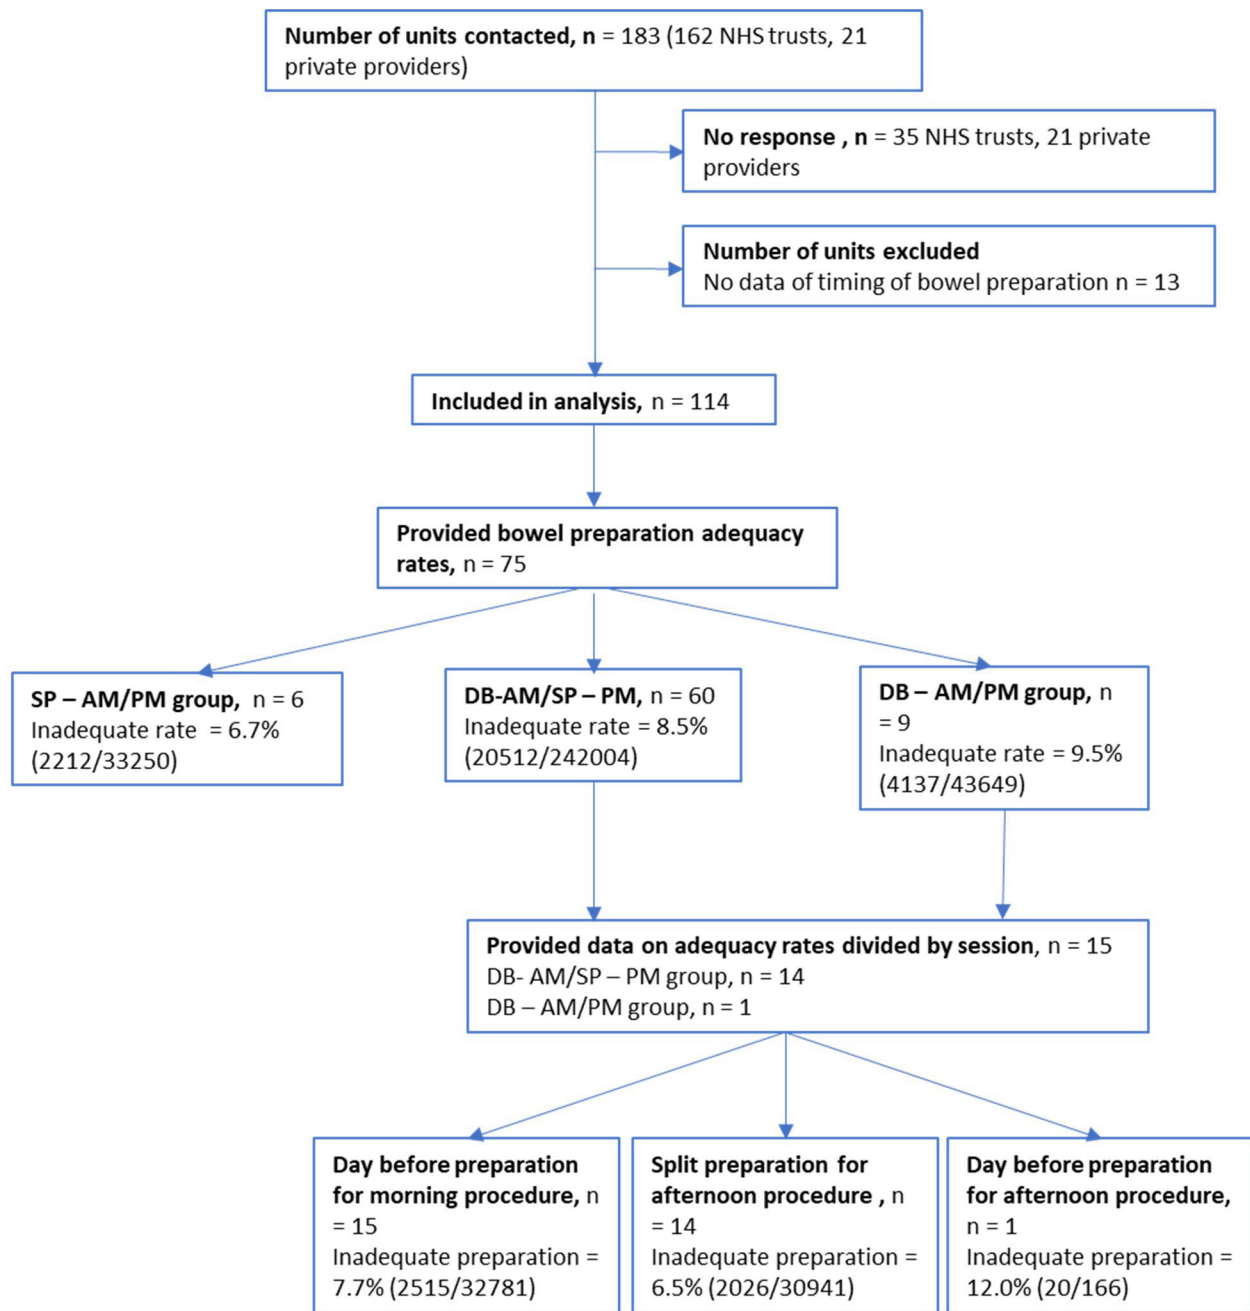 Number of units contacted, n = 183 (162 NHS trusts, 21
private providers)
No response , n = 35 NHS trusts, 21 private
providers
Number of units excluded
No data of timing of bowel preparation n = 13
Included in analysis, n = 114
Provided bowel preparation adequacy
rates, n = 75
SP – AM/PM group, n = 6
Inadequate rate = 6.7%
(2212/33250)
DB-AM/SP – PM, n = 60
Inadequate rate = 8.5%
(20512/242004)
DB – AM/PM group, n
= 9
Inadequate rate = 9.5%
(4137/43649)
Provided data on adequacy rates divided by session, n = 15
DB- AM/SP – PM group, n = 14
DB – AM/PM group, n = 1
Day before preparation
for morning procedure, n
= 15
Inadequate preparation =
7.7% (2515/32781)
Split preparation for
afternoon procedure , n
= 14
Inadequate preparation =
6.5% (2026/30941)
Day before preparation
for afternoon procedure,
n = 1
Inadequate preparation =
12.0% (20/166)